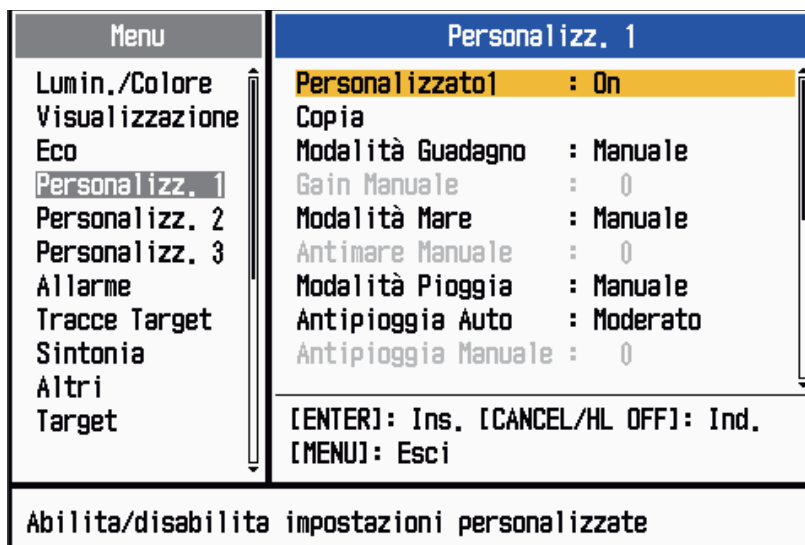 Menu
Lumin./Colore
Visualizzazione
Eco
Personalizz. 1
Personalizz. 2
Personalizz. 3
Allarme
Tracce Target
Sintonia
Altri
Target
Personalizz. 1
Personalizzato1 : On
Copia
Modalità Guadagno : Manuale
Gain Manuale : 0
Modalità Mare : Manuale
Antimare Manuale : 0
Modalità Pioggia : Manuale
Antipioggia Auto : Moderato
Antipioggia Manuale : 0
[ENTER]: Ins. [CANCEL/HL OFF]: Ind.
[MENU]: Esci
Abilita/disabilita impostazioni personalizzate